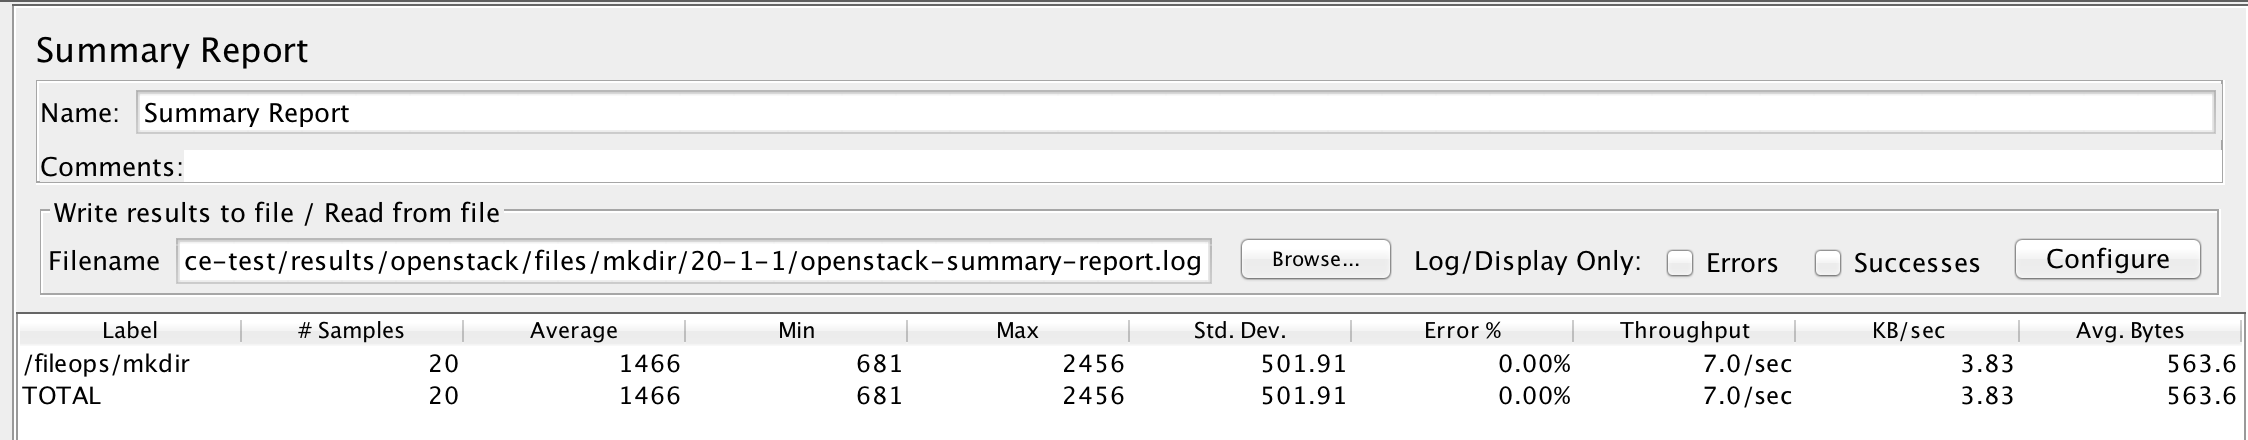 Summary Report
Name: Summary Report
Comments:
Write results to file / Read from file
Filename ce-test/results/openstack/files/mkdir/20-1-1/openstack-summary-report.log Browse... Log/Display Only: Errors Successes Configure
Label # Samples Average Min Max Std. Dev. Error % Throughput KB/sec Avg. Bytes
/fileops/mkdir 20 1466 681 2456 501.91 0.00% 7.0/sec 3.83 563.6
TOTAL 20 1466 681 2456 501.91 0.00% 7.0/sec 3.83 563.6